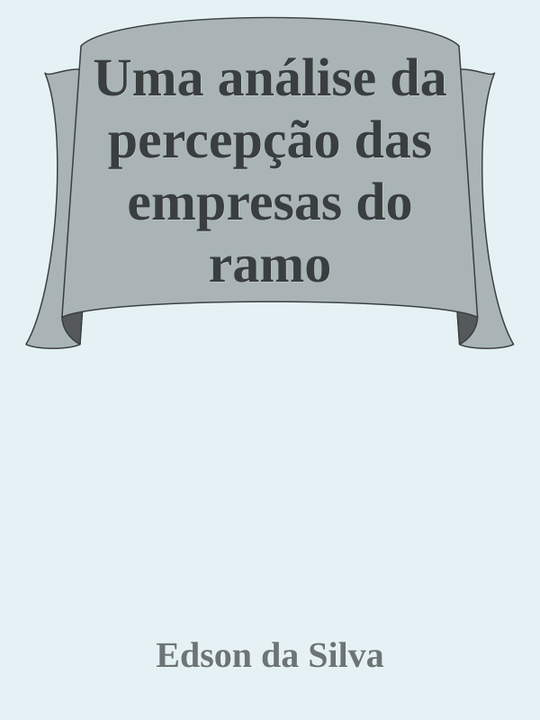 Uma análise da
percepção das
empresas do
ramo
Edson da Silva